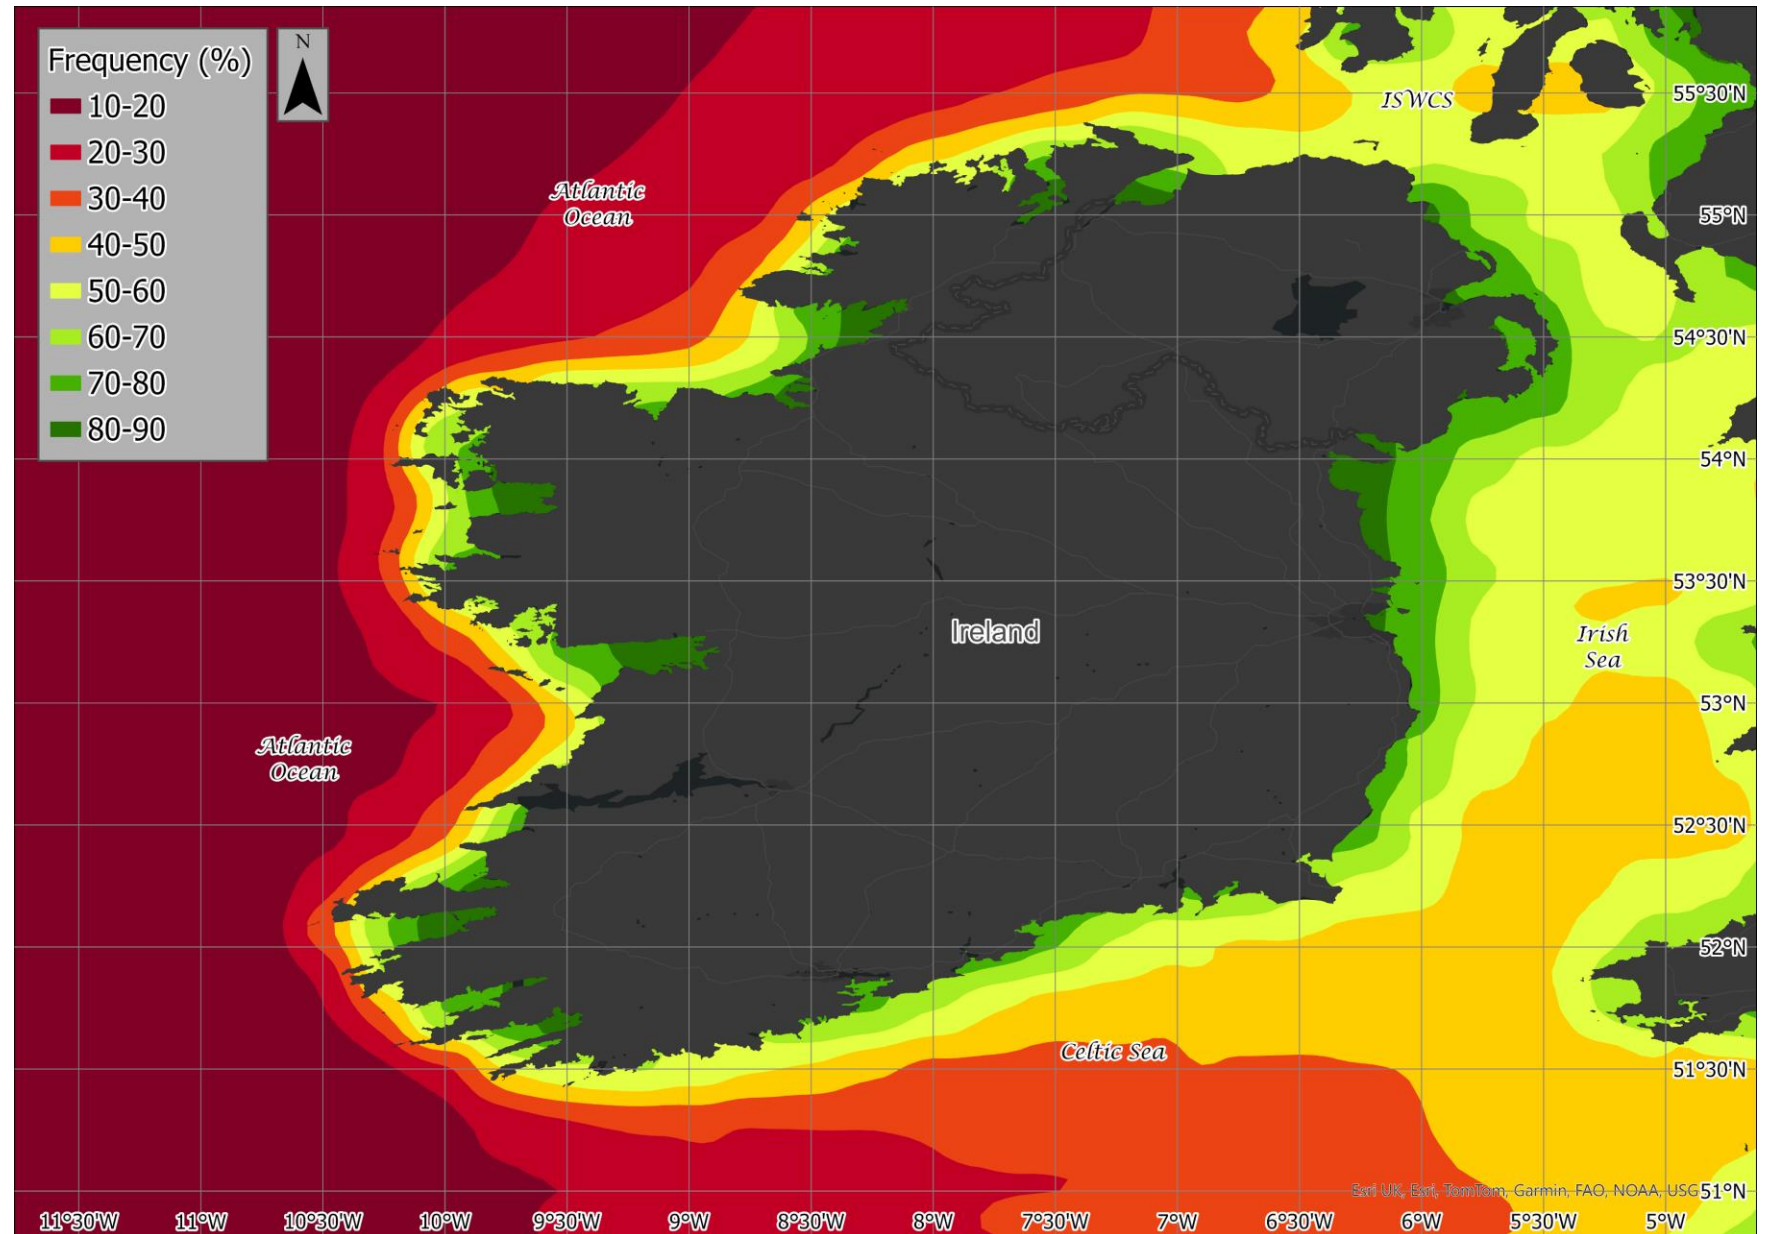 Frequency (%)
10-20
20-30
30-40
40-50
50-60
60-70
70-80
80-90
N
ISWCS
55°30'N
Atlantic
Ocean
55°N
54°30'N
54°N
53°30'N
Ireland
Irish
Sea
53°N
Atlantic
Ocean
52°30'N
52°N
Celtic Sea
51°30'N
Esri UK, Esri, TomTom, Garmin, FAO, NOAA, USG
51°N
11°30'W 11°W 10°30'W 10°W 9°30'W 9°W 8°30'W 8°W 7°30'W 7°W 6°30'W 6°W 5°30'W 5°W